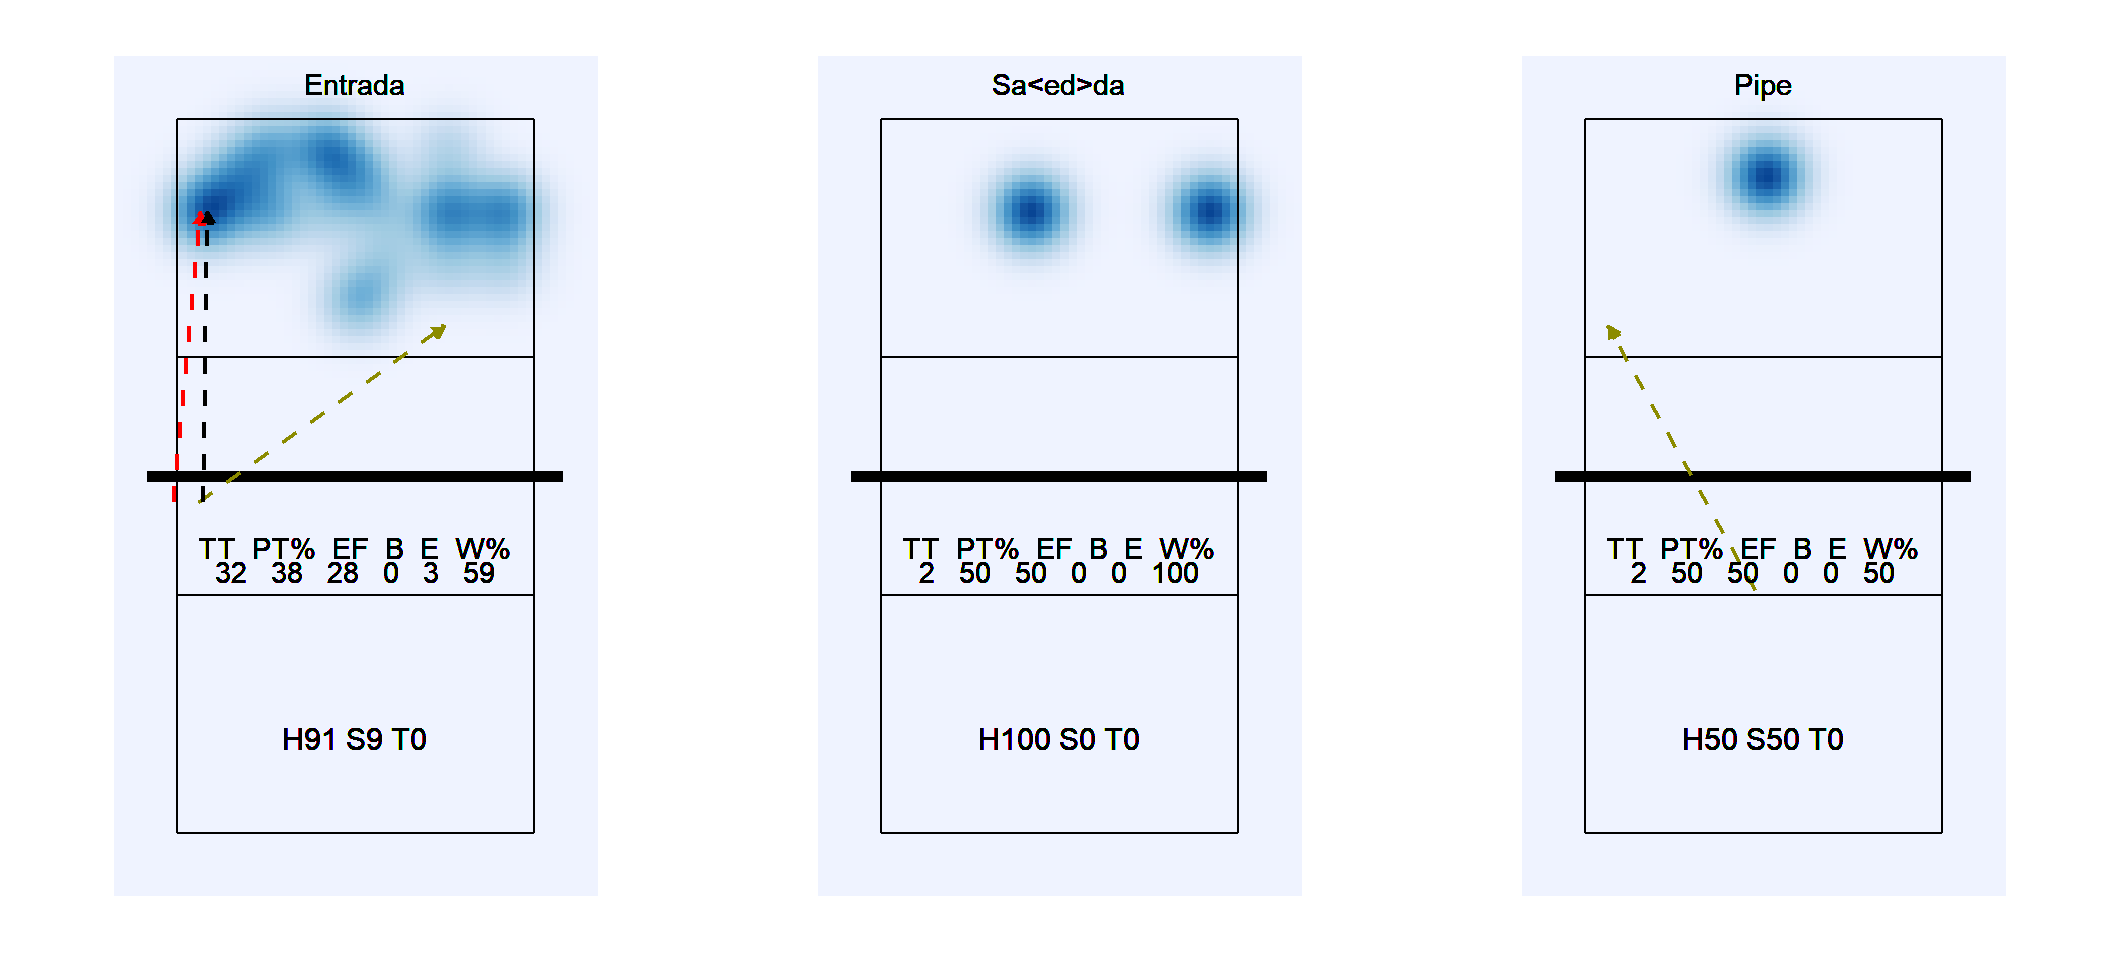 Entrada
TT PT% EF B E W%
32 38 28 0 3 59
H91 S9 T0
Sa<ed>da
TT PT% EF B E W%
2 50 50 0 0 100
H100 S0 T0
Pipe
TT PT% EF B E W%
2 50 50 0 0 50
H50 S50 T0